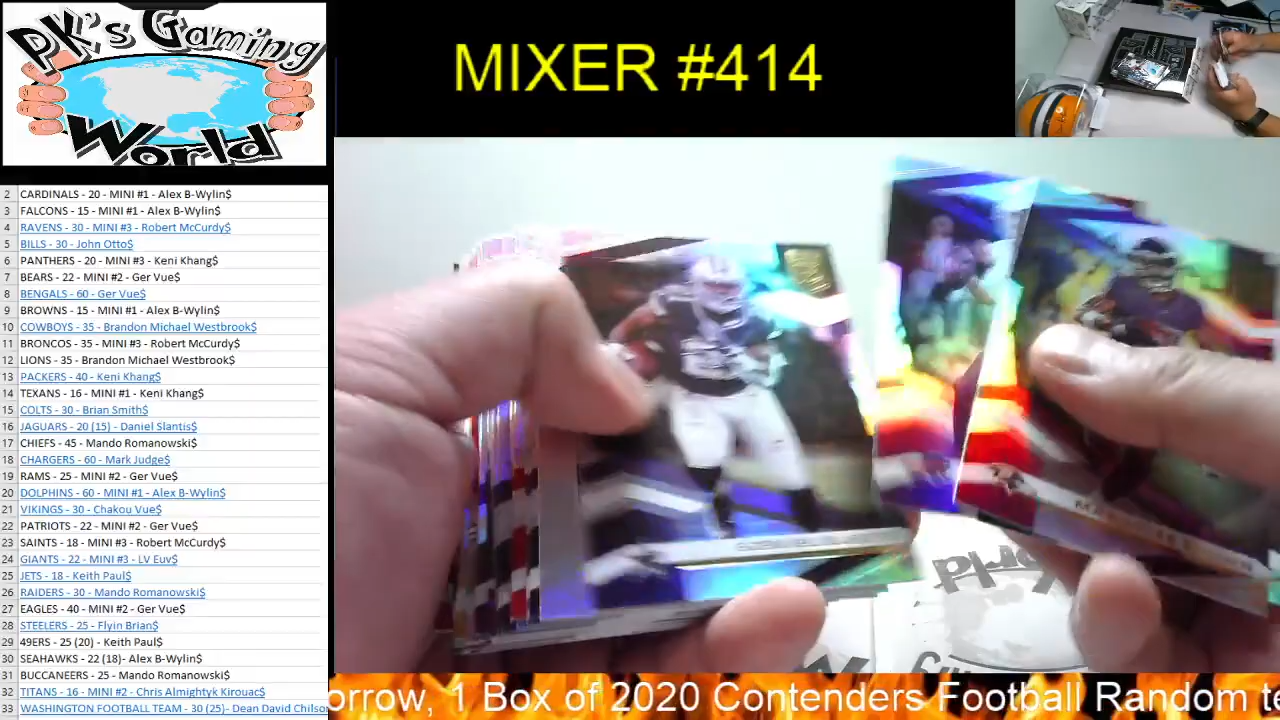 PK's Gaming
World
MIXER #414
2 CARDINALS - 20 - MINI #1 - Alex B-Wylin$
3 FALCONS - 15 - MINI #1 - Alex B-Wylin$
4 RAVENS - 30 - MINI #3 - Robert McCurdy$
5 BILLS - 30 - John Otto$
6 PANTHERS - 20 - MINI #3 - Keni Khang$
7 BEARS - 22 - MINI #2 - Ger Vue$
8 BENGALS - 60 - Ger Vue$
9 BROWNS - 15 - MINI #1 - Alex B-Wylin$
10 COWBOYS - 35 - Brandon Michael Westbrook$
11 BRONCOS - 35 - MINI #3 - Robert McCurdy$
12 LIONS - 35 - Brandon Michael Westbrook$
13 PACKERS - 40 - Keni Khang$
14 TEXANS - 16 - MINI #1 - Keni Khang$
15 COLTS - 30 - Brian Smith$
16 JAGUARS - 20 (15) - Daniel Slantis$
17 CHIEFS - 45 - Mando Romanowski$
18 CHARGERS - 60 - Mark Judge$
19 RAMS - 25 - MINI #2 - Ger Vue$
20 DOLPHINS - 60 - MINI #1 - Alex B-Wylin$
21 VIKINGS - 30 - Chakou Vue$
22 PATRIOTS - 22 - MINI #2 - Ger Vue$
23 SAINTS - 18 - MINI #3 - Robert McCurdy$
24 GIANTS - 22 - MINI #3 - LV Euv$
25 JETS - 18 - Keith Paul$
26 RAIDERS - 30 - Mando Romanowski$
27 EAGLES - 40 - MINI #2 - Ger Vue$
28 STEELERS - 25 - Flyin Brian$
29 49ERS - 25 (20) - Keith Paul$
30 SEAHAWKS - 22 (18)- Alex B-Wylin$
31 BUCCANEERS - 25 - Mando Romanowski$
32 TITANS - 16 - MINI #2 - Chris Almightyk Kirouac$
33 WASHINGTON FOOTBALL TEAM - 30 (25)- Dean David Chilso
orrow, 1 Box of 2020 Contenders Football Random to